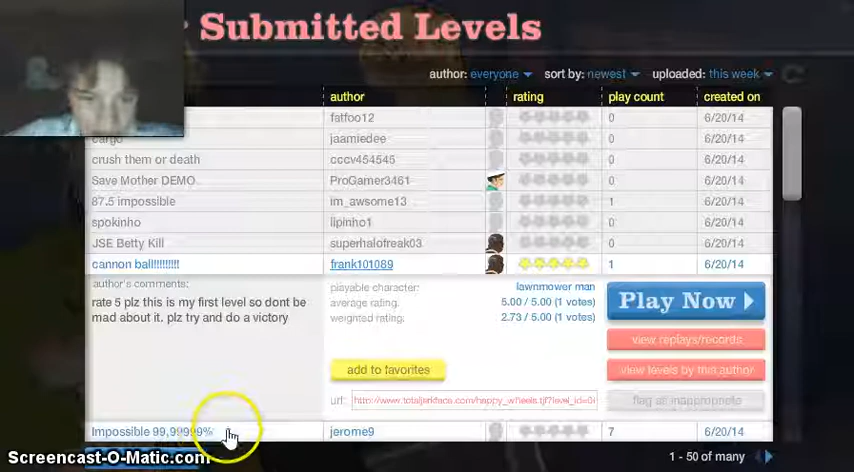 Submitted Levels
author: everyone sort by: newest uploaded: this week
author rating play count created on
fatfoo12 0 6/20/14
cargo jaamiedee 0 6/20/14
crush them or death cccv454545 0 6/20/14
Save Mother DEMO. ProGamer3461 0 6/20/14
87.5 impossible im_awsome13 1 6/20/14
spokinho lipinho1 0 6/20/14
JSE Betty Kill superhalofreak03 0 6/20/14
cannon ball!!!!!!!!!! frank101089 1 6/20/14
author's comments:
rate 5 plz this is my first level so dont be
mad about it. plz try and do a victory
playable character: lawnmower man
average rating: 5.00 / 5.00 (1 votes)
weighted rating: 2.73 / 5.00 (1 votes)
Play Now
view replays/records
add to favorites
view levels by this author
url: http://www.totaljerkface.com/happy_wheels.tjf?level_id=
flag as inappropriate
Impossible 99,99999% jerome9 7 6/20/14
Screencast-O-Matic.com
1 - 50 of many